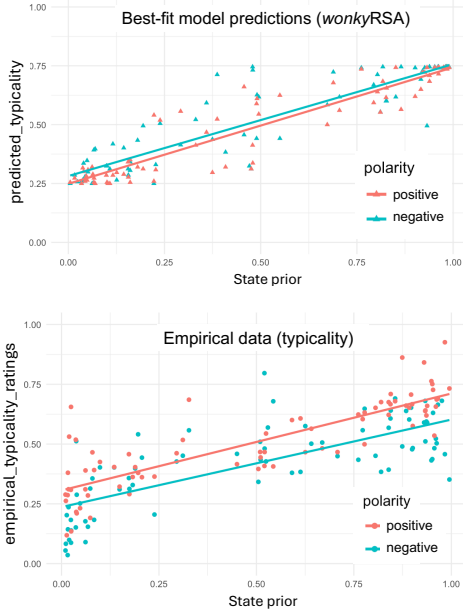 Best-fit model predictions (wonkyRSA)
1.00
0.75
0.50
0.25
0.00
predicted_typicality
polarity
positive
negative
0.00 0.25 0.50 0.75 1.00
State prior
Empirical data (typicality)
1.00
0.75
0.50
0.25
0.00
empirical_typicality_ratings
polarity
positive
negative
0.00 0.25 0.50 0.75 1.00
State prior